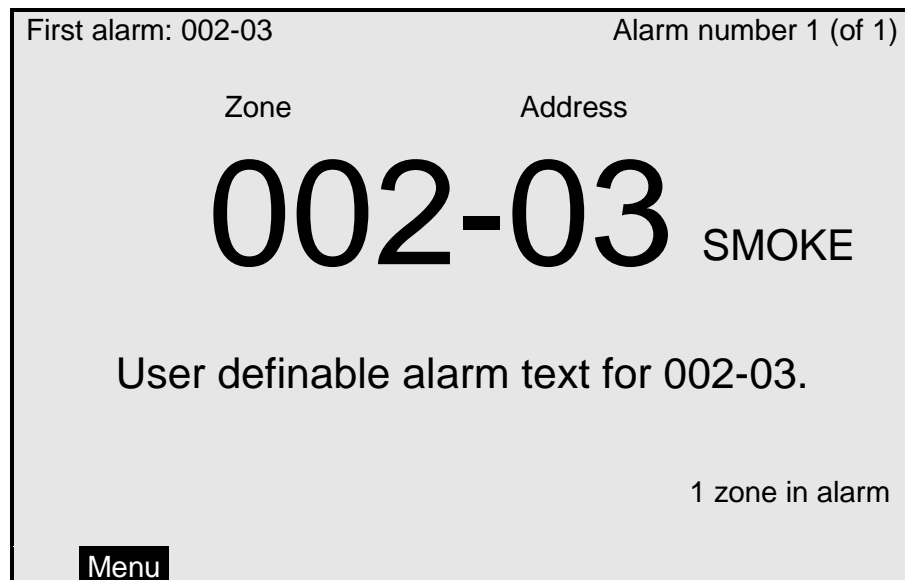 First alarm: 002-03 Alarm number 1 (of 1)
Zone Address
002-03 SMOKE
User definable alarm text for 002-03.
1 zone in alarm
Menu